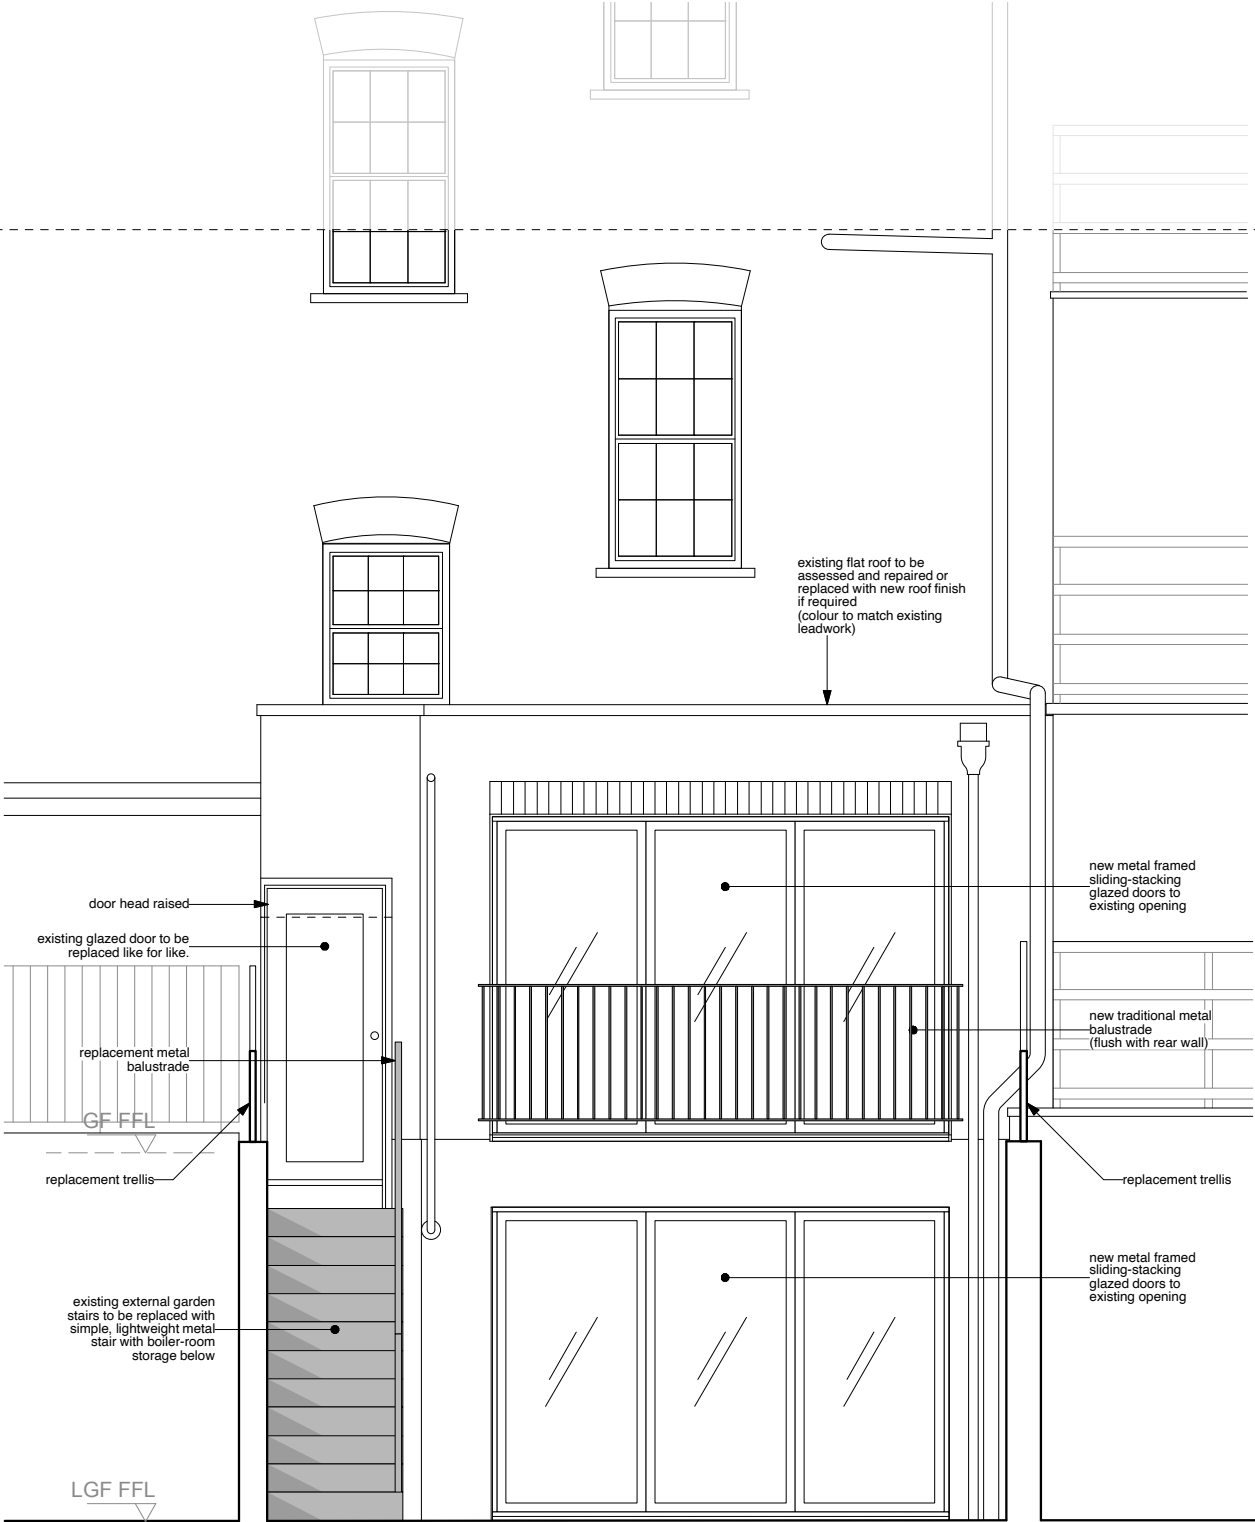 existing flat roof to be
assessed and repaired or
replaced with new roof finish
if required
(colour to match existing
leadwork)
new metal framed
sliding-stacking
glazed doors to
existing opening
door head raised
existing glazed door to be
replaced like for like.
new traditional metal
balustrade
(flush with rear wall)
replacement metal
balustrade
GF FFL
replacement trellis
replacement trellis
new metal framed
sliding-stacking
glazed doors to
existing opening
existing external garden
stairs to be replaced with
simple, lightweight metal
stair with boiler-room
storage below
LGF FFL